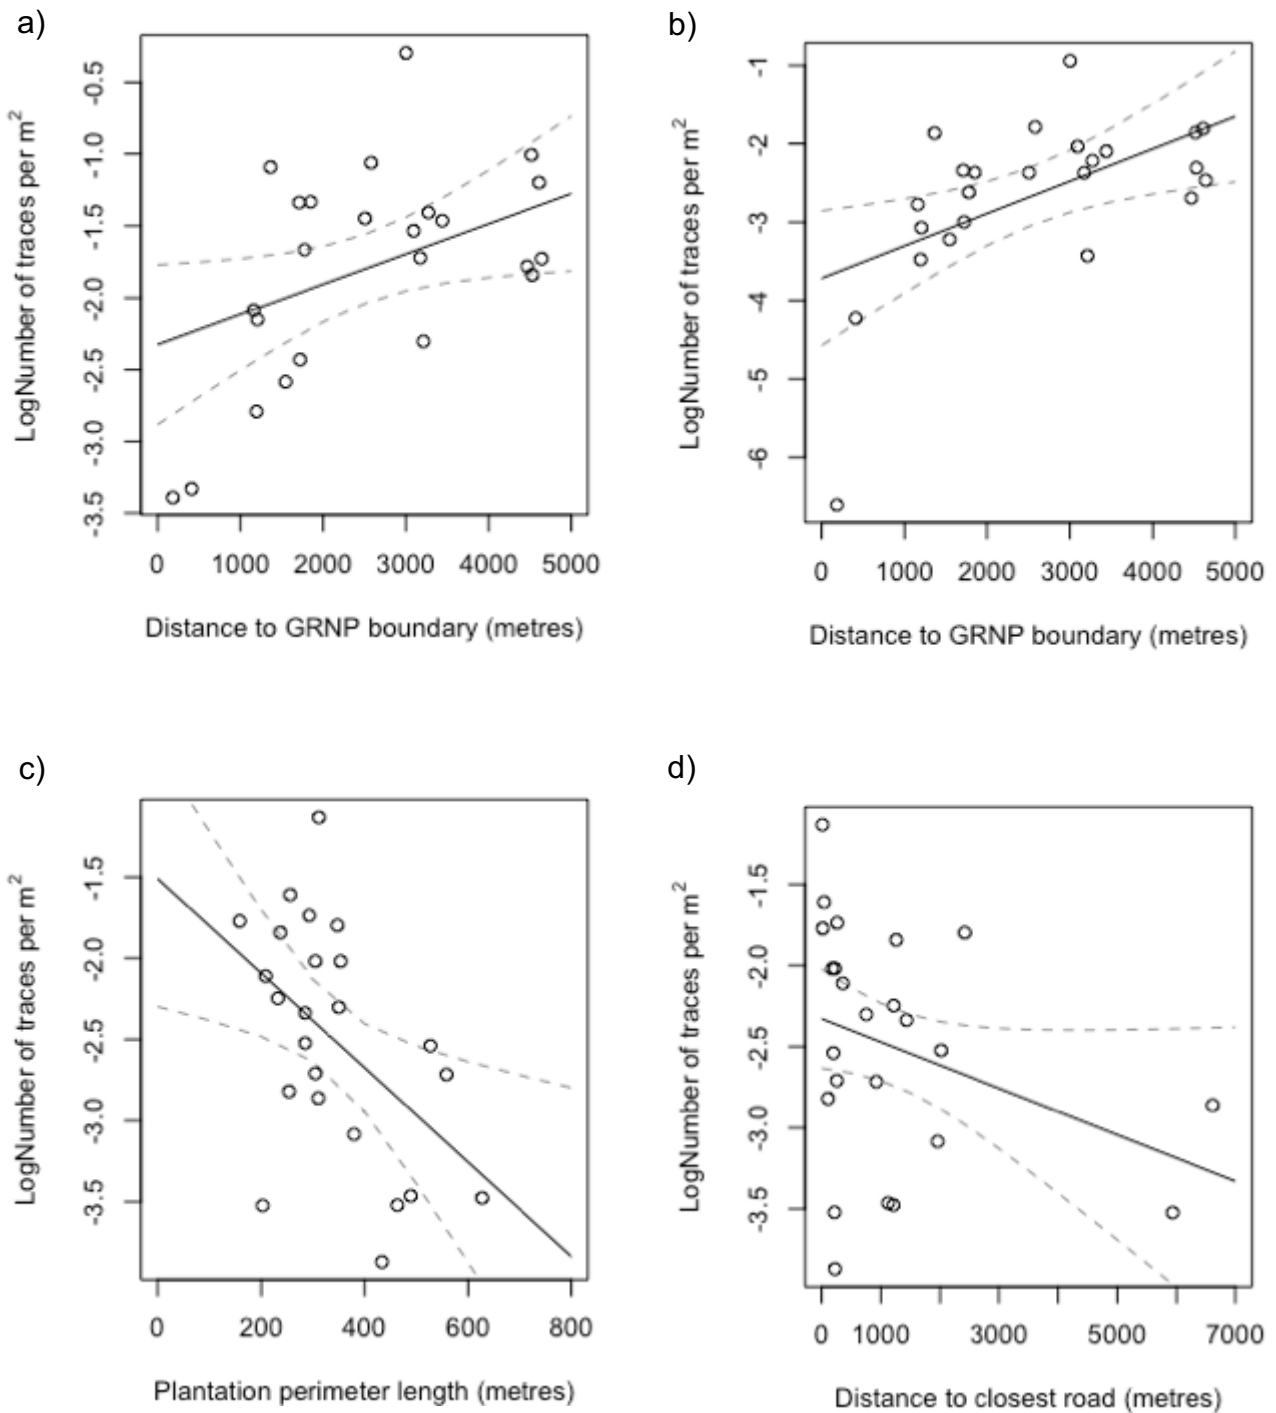 a)
LogNumber of traces per m²
-0.5
-1.0
-1.5
-2.0
-2.5
-3.0
-3.5
0 1000 2000 3000 4000 5000
Distance to GRNP boundary (metres)
b)
LogNumber of traces per m²
-1
-2
-3
-4
-5
-6
0 1000 2000 3000 4000 5000
Distance to GRNP boundary (metres)
c)
LogNumber of traces per m²
-1.5
-2.0
-2.5
-3.0
-3.5
0 200 400 600 800
Plantation perimeter length (metres)
d)
LogNumber of traces per m²
-1.5
-2.0
-2.5
-3.0
-3.5
0 1000 3000 5000 7000
Distance to closest road (metres)